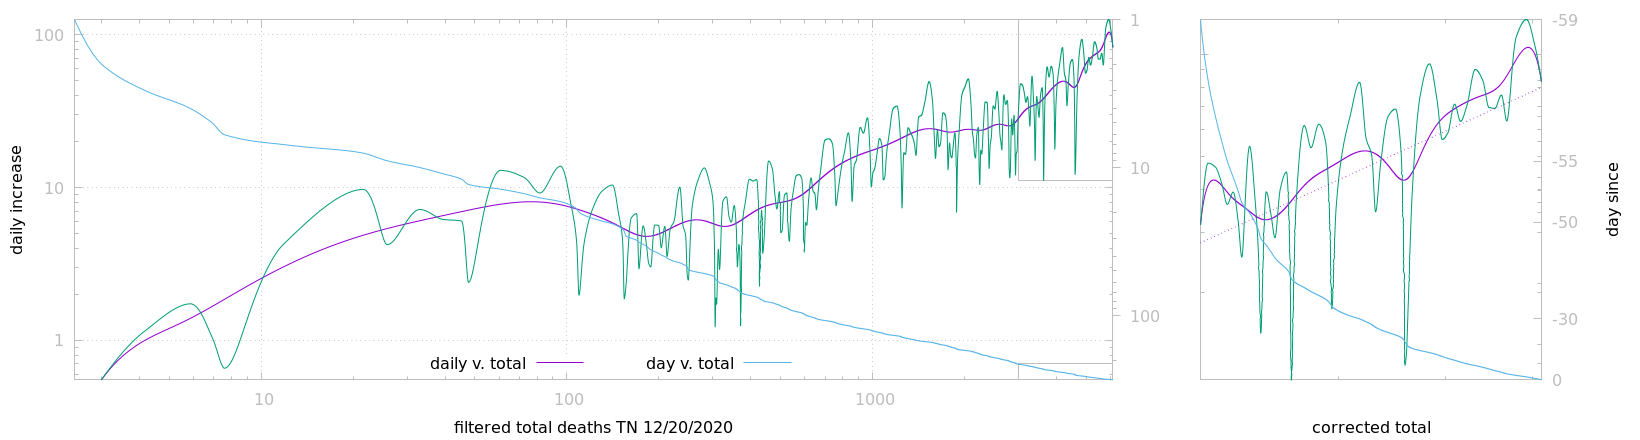 100
10
1
daily increase
10
100
1000
daily v. total
day v. total
filtered total deaths TN 12/20/2020
1
10
100
-59
-55
-50
-30
0
day since
corrected total